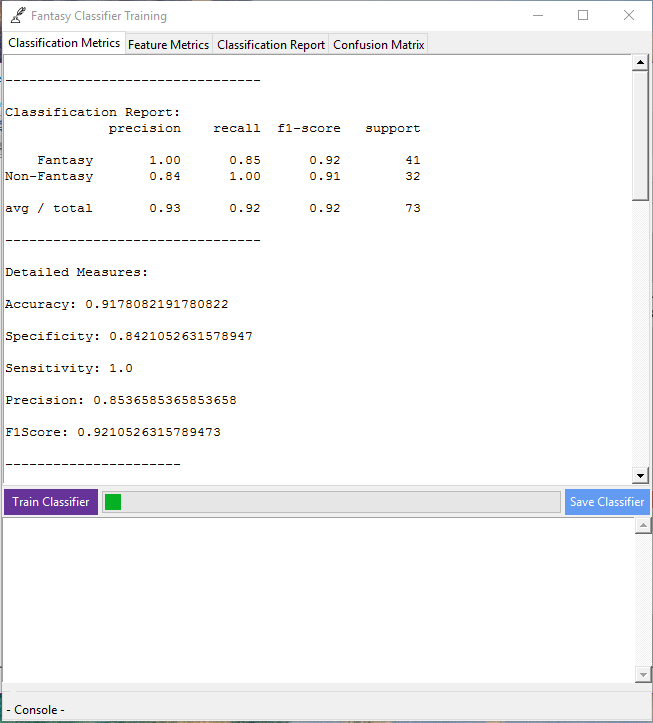 Fantasy Classifier Training
Classification Metrics Feature Metrics Classification Report Confusion Matrix
--------------------------------
Classification Report:
precision recall f1-score support
Fantasy 1.00 0.85 0.92 41
Non-Fantasy 0.84 1.00 0.91 32
avg / total 0.93 0.92 0.92 73
--------------------------------
Detailed Measures:
Accuracy: 0.9178082191780822
Specificity: 0.8421052631578947
Sensitivity: 1.0
Precision: 0.8536585365853658
F1Score: 0.9210526315789473
----------------------
Train Classifier Save Classifier
- Console -